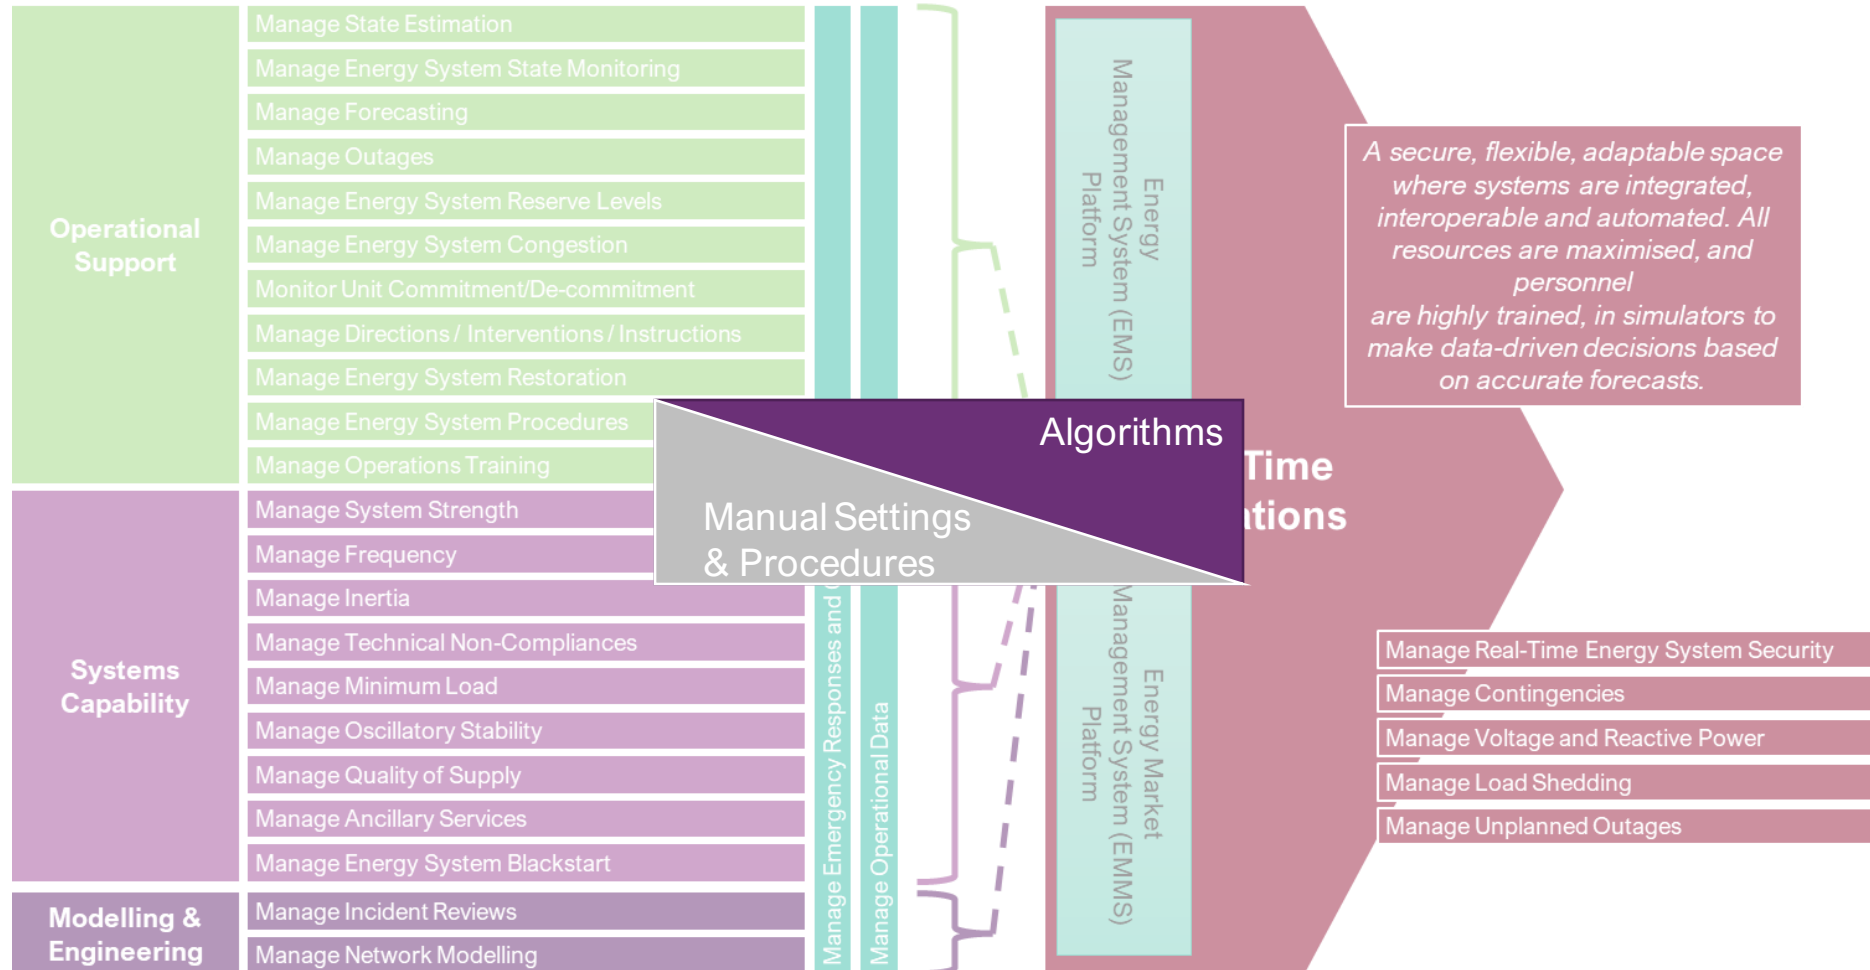 Operational
Support
Manage State Estimation
Manage Energy System State Monitoring
Manage Forecasting
Manage Outages
Manage Energy System Reserve Levels
Manage Energy System Congestion
Monitor Unit Commitment/De-commitment
Manage Directions / Interventions / Instructions
Manage Energy System Restoration
Manage Energy System Procedures
Manage Operations Training
Systems
Capability
Manage System Strength
Manage Frequency
Manage Inertia
Manage Technical Non-Compliances
Manage Minimum Load
Manage Oscillatory Stability
Manage Quality of Supply
Manage Ancillary Services
Manage Energy System Blackstart
Modelling &
Engineering
Manage Incident Reviews
Manage Network Modelling
Manage Emergency Responses and
Manage Operational Data
Algorithms
Manual Settings
& Procedures
Energy
Management System (EMS)
Platform
Energy Market
Management System (EMMS)
Platform
Time
ations
A secure, flexible, adaptable space
where systems are integrated,
interoperable and automated. All
resources are maximised, and
personnel
are highly trained, in simulators to
make data-driven decisions based
on accurate forecasts.
Manage Real-Time Energy System Security
Manage Contingencies
Manage Voltage and Reactive Power
Manage Load Shedding
Manage Unplanned Outages